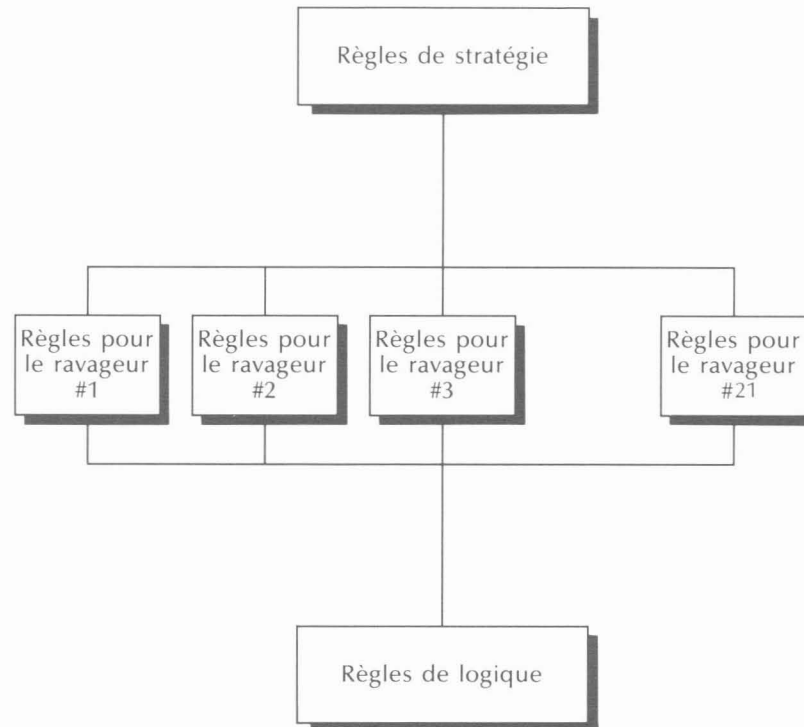 Règles de stratégie
Règles pour
le ravageur
#1
Règles pour
le ravageur
#2
Règles pour
le ravageur
#3
Règles pour
le ravageur
#21
Règles de logique